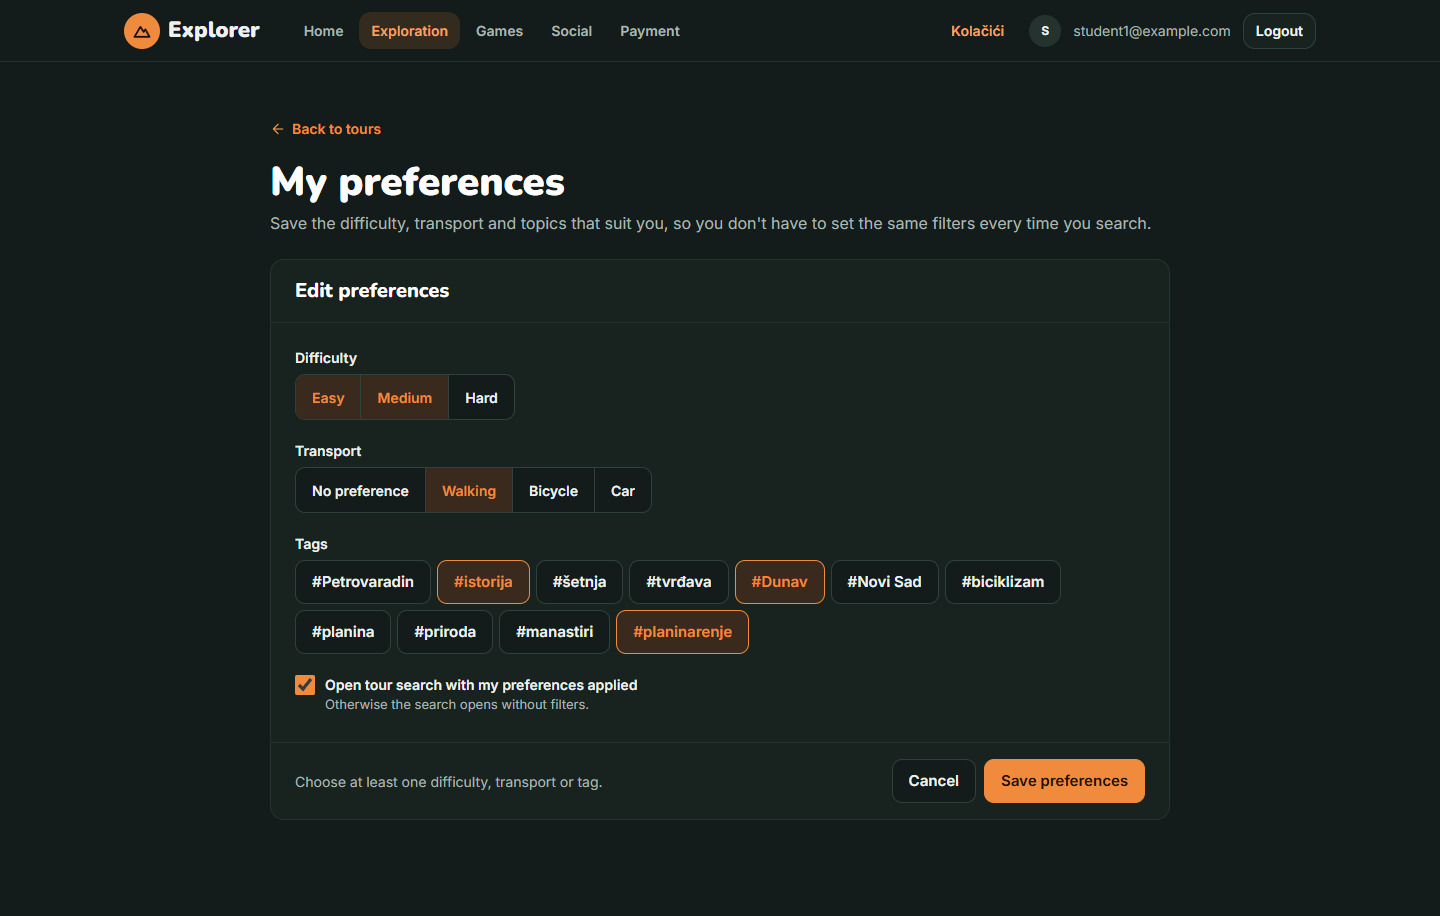 Explorer Home Exploration Games Social Payment Kolačići S student1@example.com Logout
← Back to tours
My preferences
Save the difficulty, transport and topics that suit you, so you don't have to set the same filters every time you search.
Edit preferences
Difficulty
Easy Medium Hard
Transport
No preference Walking Bicycle Car
Tags
#Petrovaradin #istorija #šetnja #tvrđava #Dunav #Novi Sad #biciklizam
#planina #priroda #manastiri #planinarenje
Open tour search with my preferences applied
Otherwise the search opens without filters.
Choose at least one difficulty, transport or tag. Cancel Save preferences